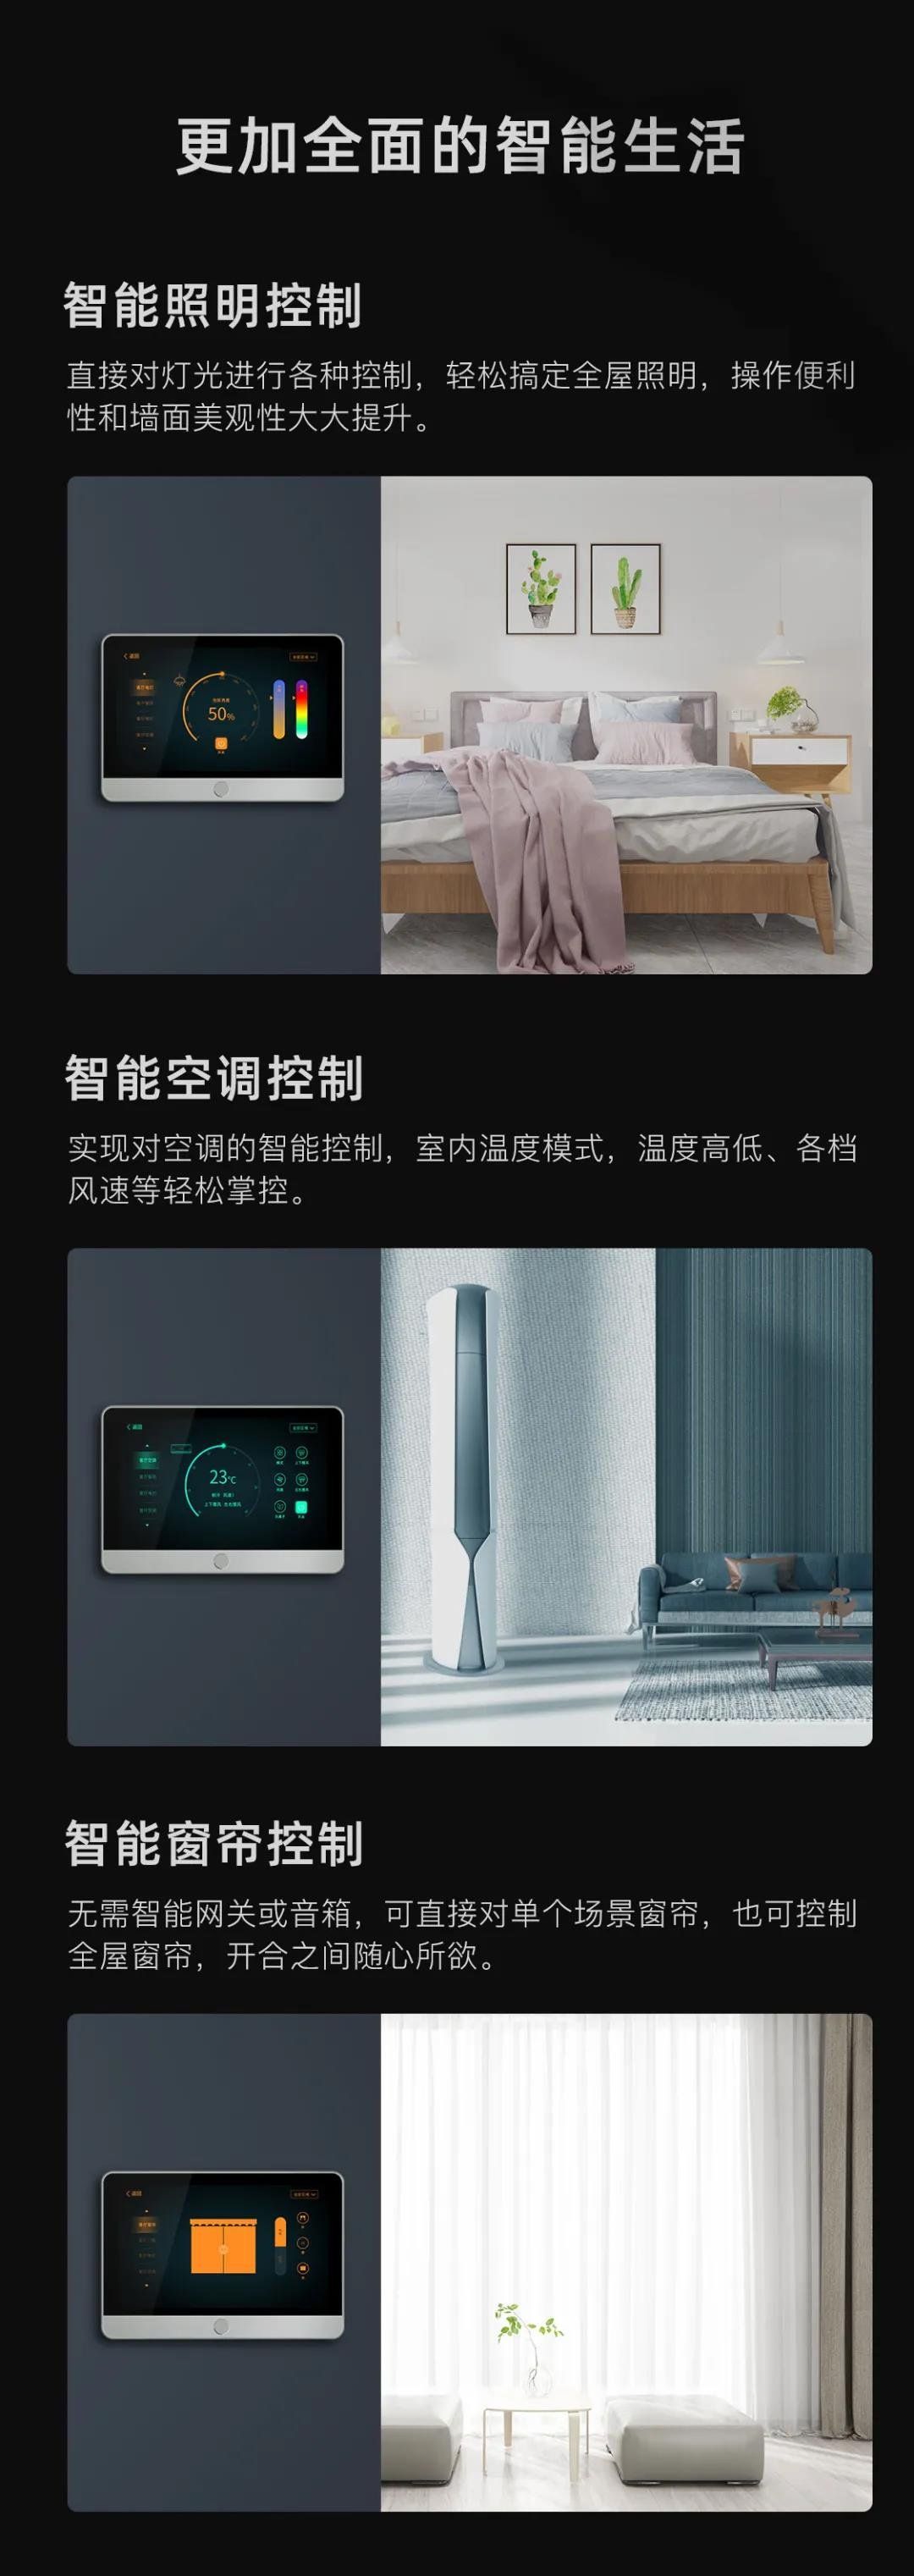 更加全面的智能生活
智能照明控制
直接对灯光进行各种控制，轻松搞定全屋照明，操作便利
性和墙面美观性大大提升。
返回
50%
智能空调控制
实现对空调的智能控制，室内温度模式，温度高低、各档
风速等轻松掌控。
返回
23°C
智能窗帘控制
无需智能网关或音箱，可直接对单个场景窗帘，也可控制
全屋窗帘，开合之间随心所欲。
返回